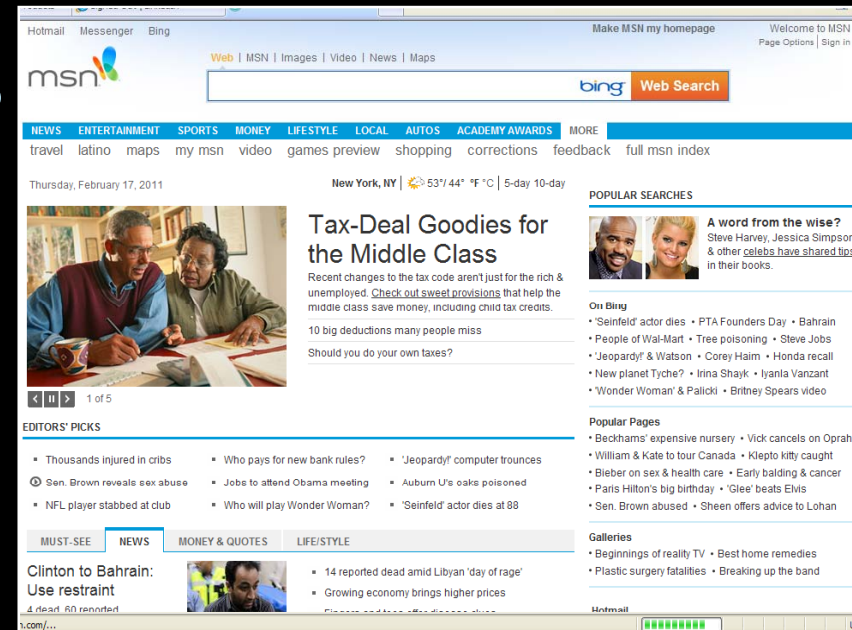 Hotmail Messenger Bing
Make MSN my homepage
Welcome to MSN
Page Options | Sign in
msn
Web | MSN | Images | Video | News | Maps
bing Web Search
NEWS ENTERTAINMENT SPORTS MONEY LIFESTYLE LOCAL AUTOS ACADEMY AWARDS MORE
travel latino maps my msn video games preview shopping corrections feedback full msn index
Thursday, February 17, 2011
New York, NY | 53°/ 44° °F °C | 5-day 10-day
Tax-Deal Goodies for
the Middle Class
Recent changes to the tax code aren't just for the rich &
unemployed. Check out sweet provisions that help the
middle class save money, including child tax credits.
10 big deductions many people miss
Should you do your own taxes?
1 of 5
EDITORS' PICKS
Thousands injured in cribs
Sen. Brown reveals sex abuse
NFL player stabbed at club
Who pays for new bank rules?
Jobs to attend Obama meeting
Who will play Wonder Woman?
'Jeopardy!' computer trounces
Auburn U's oaks poisoned
'Seinfeld' actor dies at 88
MUST-SEE NEWS MONEY & QUOTES LIFE/STYLE
Clinton to Bahrain:
Use restraint
4 dead, 60 reported
14 reported dead amid Libyan 'day of rage'
Growing economy brings higher prices
POPULAR SEARCHES
A word from the wise?
Steve Harvey, Jessica Simpson
& other celebs have shared tips
in their books.
On Bing
• 'Seinfeld' actor dies • PTA Founders Day • Bahrain
• People of Wal-Mart • Tree poisoning • Steve Jobs
• 'Jeopardy!' & Watson • Corey Haim • Honda recall
• New planet Tyche? • Irina Shayk • Iyanla Vanzant
• 'Wonder Woman' & Palicki • Britney Spears video
Popular Pages
• Beckhams' expensive nursery • Vick cancels on Oprah
• William & Kate to tour Canada • Klepto kitty caught
• Bieber on sex & health care • Early balding & cancer
• Paris Hilton's big birthday • 'Glee' beats Elvis
• Sen. Brown abused • Sheen offers advice to Lohan
Galleries
• Beginnings of reality TV • Best home remedies
• Plastic surgery fatalities • Breaking up the band
Hotmail
n.com/...